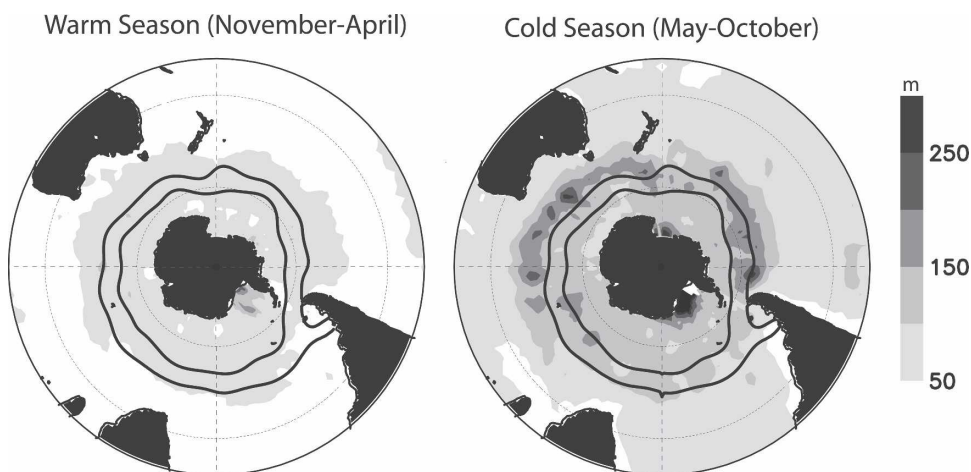 Warm Season (November-April)
Cold Season (May-October)
m
250
150
50